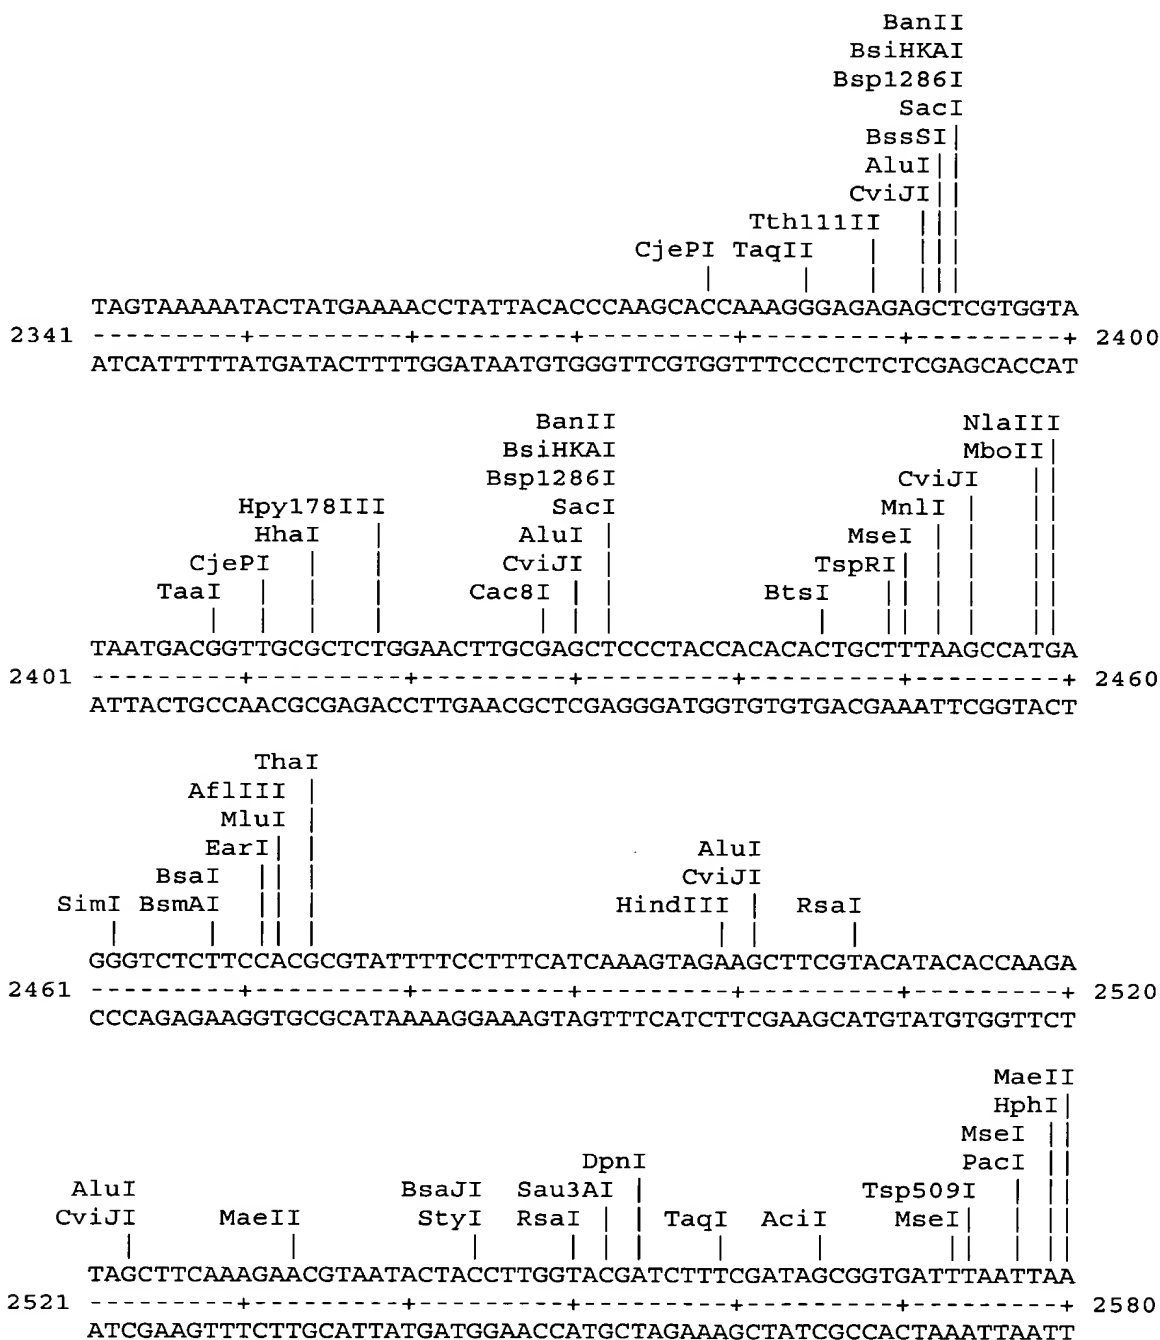 BanII
BsiHKAI
Bsp1286I
SacI
BssSI|
AluI| |
CviJI| ||
Tth111II | ||
CjePI TaqII | | ||
| | | | ||
TAGTAAAAATACTATGAAAACCTATTACACCCAAGCACCAAAGGGAGAGAGCTCGTGGTA
2341 ---------+---------+---------+---------+---------+---------+ 2400
ATCATTTTTATGATACTTTTGGATAATGTGGGTTCGTGGTTTCCCTCTCTCGAGCACCAT
BanII NlaIII
BsiHKAI MboII|
Bsp1286I CviJI ||
Hpy178III SacI MnlI | ||
HhaI | AluI | MseI | | ||
CjePI | | CviJI | TspRI| | | ||
TaaI | | | Cac8I | | BtsI || | | ||
| | | | | | | | || | | ||
TAATGACGGTTGCGCTCTGGAACTTGCGAGCTCCCTACCACACACTGCTTTAAGCCATGA
2401 ---------+---------+---------+---------+---------+---------+ 2460
ATTACTGCCAACGCGAGACCTTGAACGCTCGAGGGATGGTGTGTGACGAAATTCGGTACT
ThaI
AflIII |
MluI |
EarI| | AluI
BsaI || | CviJI
SimI BsmAI || | HindIII | RsaI
| | || | | | |
GGGTCTCTTCCACGCGTATTTTCCTTTCATCAAAGTAGAAGCTTCGTACATACACCAAGA
2461 ---------+---------+---------+---------+---------+---------+ 2520
CCCAGAGAAGGTGCGCATAAAAGGAAAGTAGTTTCATCTTCGAAGCATGTATGTGGTTCT
MaeII
HphI|
MseI ||
DpnI PacI ||
AluI BsaJI Sau3AI | Tsp509I | ||
CviJI MaeII StyI RsaI | | TaqI AciI MseI| | ||
| | | | | | | | || | ||
TAGCTTCAAAGAACGTAATACTACCTTGGTACGATCTTTCGATAGCGGTGATTTAATTAA
2521 ---------+---------+---------+---------+---------+---------+ 2580
ATCGAAGTTTCTTGCATTATGATGGAACCATGCTAGAAAGCTATCGCCACTAAATTAATT